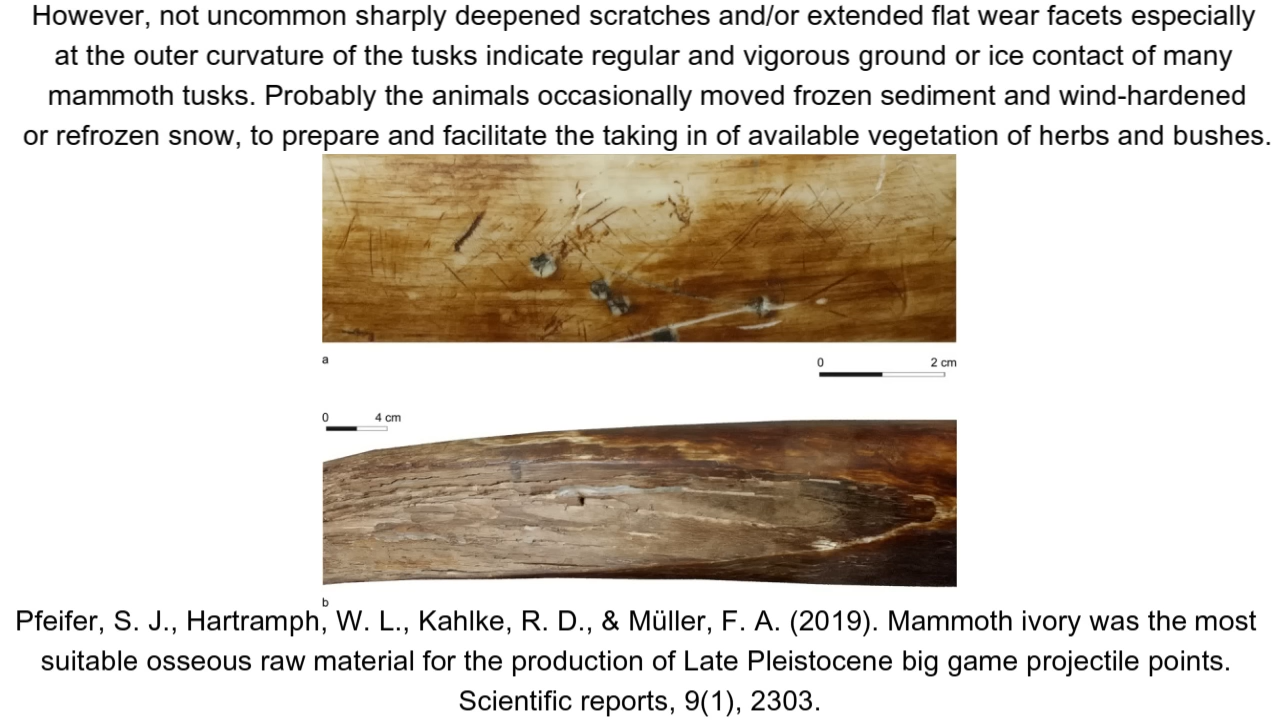 However, not uncommon sharply deepened scratches and/or extended flat wear facets especially
at the outer curvature of the tusks indicate regular and vigorous ground or ice contact of many
mammoth tusks. Probably the animals occasionally moved frozen sediment and wind-hardened
or refrozen snow, to prepare and facilitate the taking in of available vegetation of herbs and bushes.
a
0 2 cm
0 4 cm
b
Pfeifer, S. J., Hartramph, W. L., Kahlke, R. D., & Müller, F. A. (2019). Mammoth ivory was the most
suitable osseous raw material for the production of Late Pleistocene big game projectile points.
Scientific reports, 9(1), 2303.